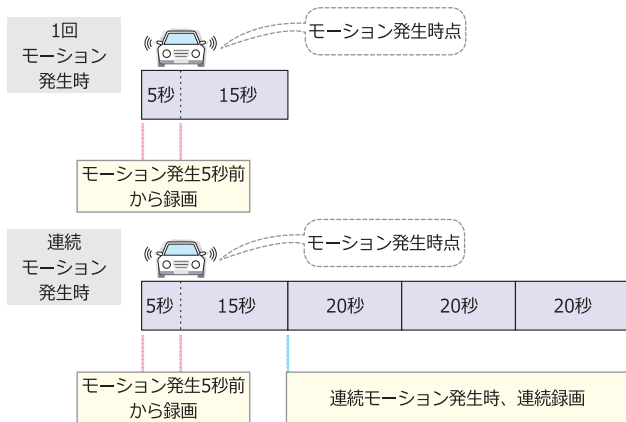 1回
モーション
発生時
モーション発生時点
5秒
15秒
モーション発生5秒前
から録画
連続
モーション
発生時
モーション発生時点
5秒
15秒
20秒
20秒
20秒
モーション発生5秒前
から録画
連続モーション発生時、連続録画